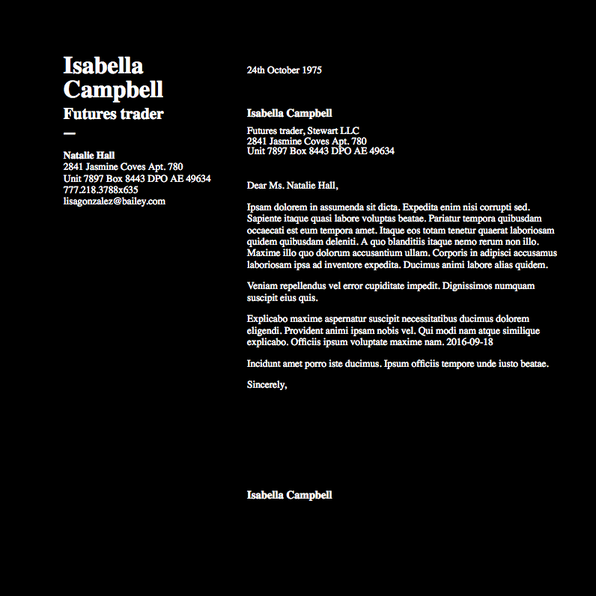 Isabella
Campbell
Futures trader
—
Natalie Hall
2841 Jasmine Coves Apt. 780
Unit 7897 Box 8443 DPO AE 49634
777.218.3788x635
lisagonzalez@bailey.com
24th October 1975
Isabella Campbell
Futures trader, Stewart LLC
2841 Jasmine Coves Apt. 780
Unit 7897 Box 8443 DPO AE 49634
Dear Ms. Natalie Hall,
Ipsam dolorem in assumenda sit dicta. Expedita enim nisi corrupti sed.
Sapiente itaque quasi labore voluptas beatae. Pariatur tempora quibusdam
occaecati est eum tempora amet. Itaque eos totam tenetur quaerat laboriosam
quidem quibusdam deleniti. A quo blanditiis itaque nemo rerum non illo.
Maxime illo quo dolorum accusantium ullam. Corporis in adipisci accusamus
laboriosam ipsa ad inventore expedita. Ducimus animi labore alias quidem.
Veniam repellendus vel error cupiditate impedit. Dignissimos numquam
suscipit eius quis.
Explicabo maxime aspernatur suscipit necessitatibus ducimus dolorem
eligendi. Provident animi ipsam nobis vel. Qui modi nam atque similique
explicabo. Officiis ipsum voluptate maxime nam. 2016-09-18
Incidunt amet porro iste ducimus. Ipsum officiis tempore unde iusto beatae.
Sincerely,
Isabella Campbell